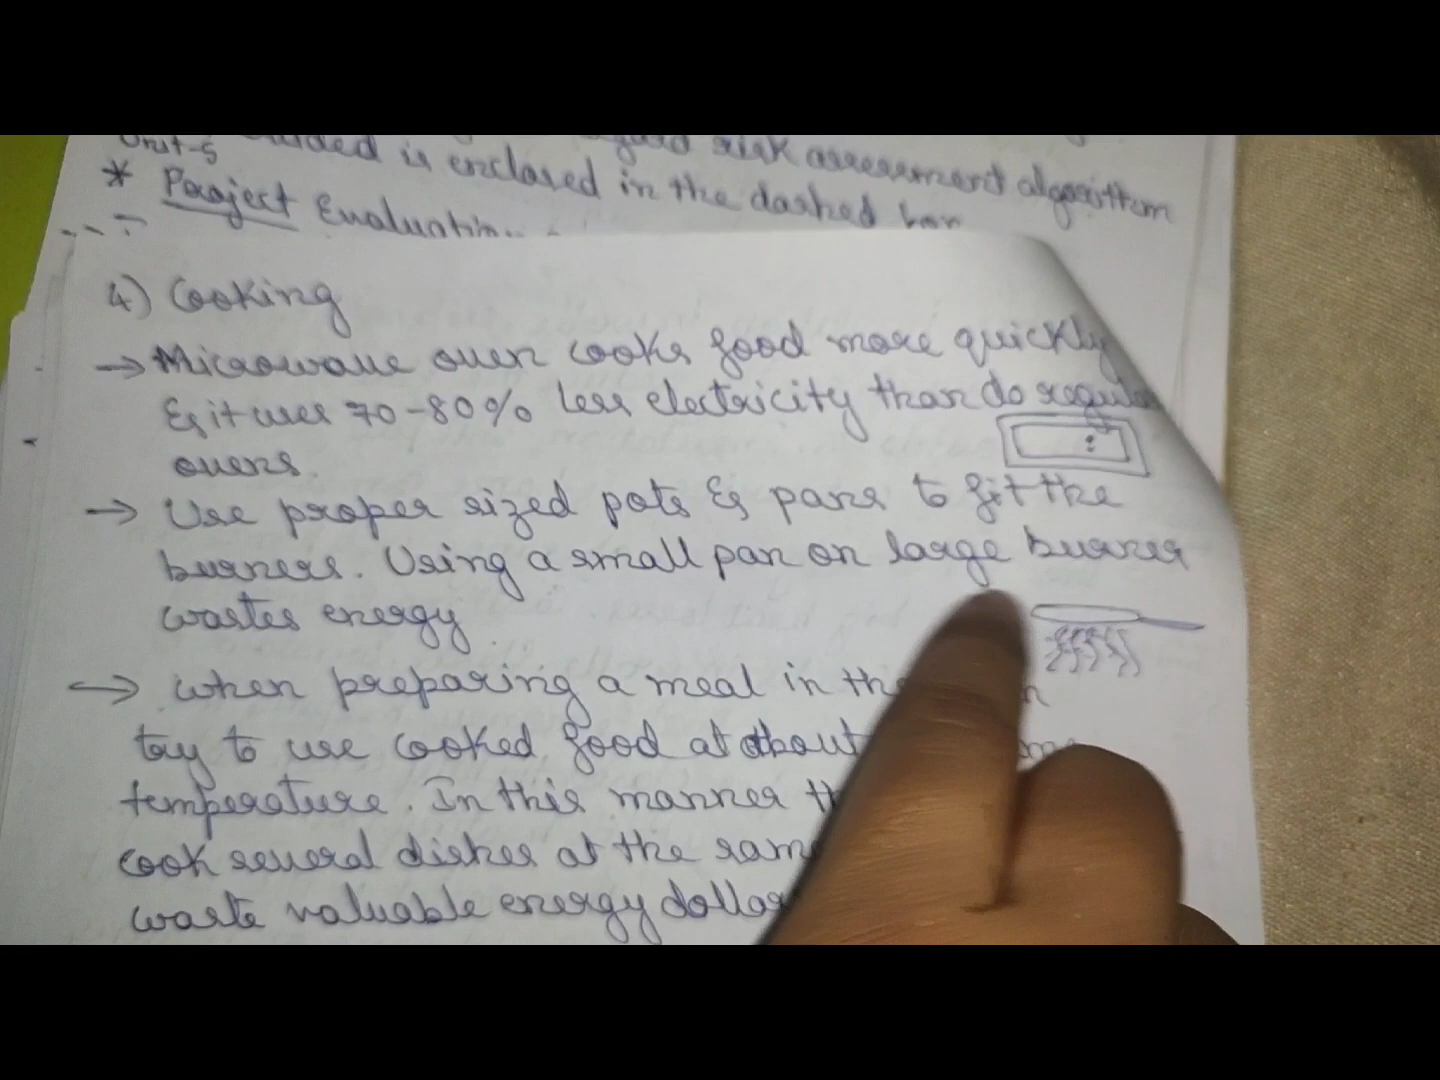 Unit-5
is enclosed in the dashed box
risk assessment algorithm
* Project Evaluation
4) Cooking
→ Microwave oven cooks food more quickly
& it uses 70-80% less electricity than do regular
ovens.
→ Use proper sized pots & pans to fit the
burners. Using a small pan on large burner
wastes energy
→ when preparing a meal in the
try to use cooked food at about
temperature. In this manner
cook several dishes at the same
waste valuable energy dollar